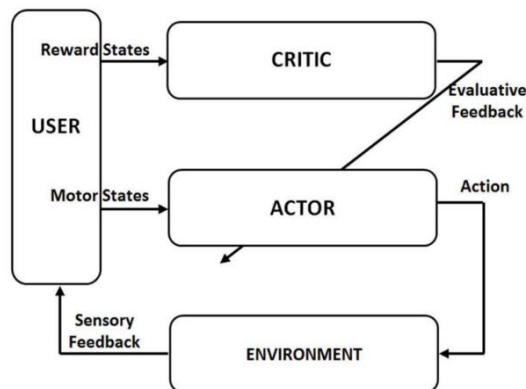 Reward States
CRITIC
Evaluative
Feedback
USER
Motor States
ACTOR
Action
Sensory
Feedback
ENVIRONMENT